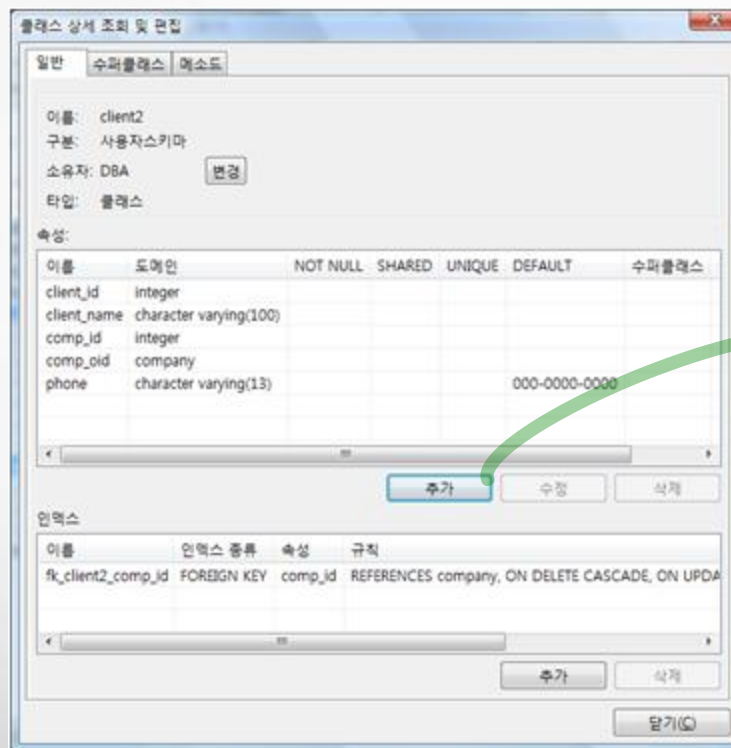 클래스 상세 조회 및 편집
일반 수퍼클래스 메소드
이름: client2
구분: 사용자스키마
소유자: DBA 변경
타입: 클래스
속성:
이름 도메인 NOT NULL SHARED UNIQUE DEFAULT 수퍼클래스
client_id integer
client_name character varying(100)
comp_id integer
comp_oid company
phone character varying(13) 000-0000-0000
추가 수정 삭제
인덱스
이름 인덱스 종류 속성 규칙
fk_client2_comp_id FOREIGN KEY comp_id REFERENCES company, ON DELETE CASCADE, ON UPDA
추가 삭제
닫기(C)